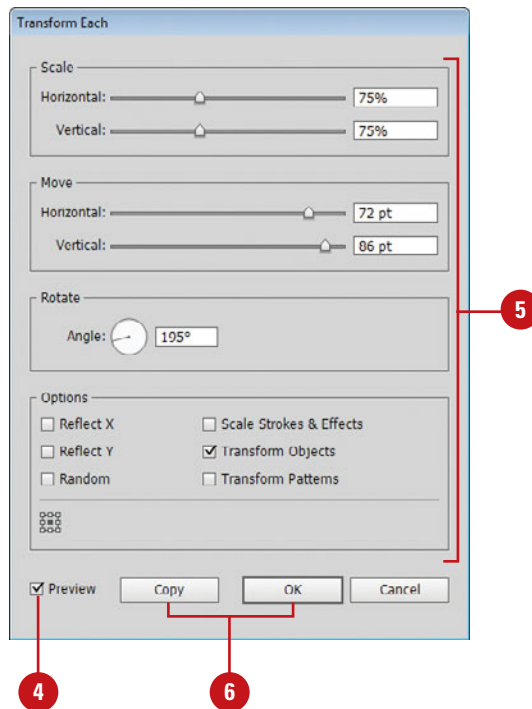 Transform Each
Scale
Horizontal: 75%
Vertical: 75%
Move
Horizontal: 72 pt
Vertical: 86 pt
Rotate
Angle: 195°
Options
Reflect X Scale Strokes & Effects
Reflect Y Transform Objects
Random Transform Patterns
Preview Copy OK Cancel
5
4 6